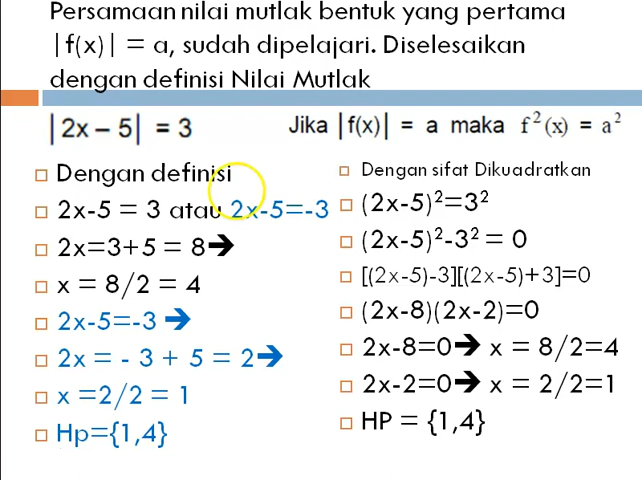 Persamaan nilai mutlak bentuk yang pertama
|f(x)| = a, sudah dipelajari. Diselesaikan
dengan definisi Nilai Mutlak
|2x – 5| = 3
Jika |f(x)| = a maka f²(x) = a²
Dengan definisi
2x-5 = 3 atau 2x-5=-3
2x=3+5 = 8➔
x = 8/2 = 4
2x-5=-3 ➔
2x = - 3 + 5 = 2➔
x =2/2 = 1
Hp={1,4}
Dengan sifat Dikuadratkan
(2x-5)²=3²
(2x-5)²-3² = 0
[(2x-5)-3][(2x-5)+3]=0
(2x-8)(2x-2)=0
2x-8=0➔ x = 8/2=4
2x-2=0➔ x = 2/2=1
HP = {1,4}